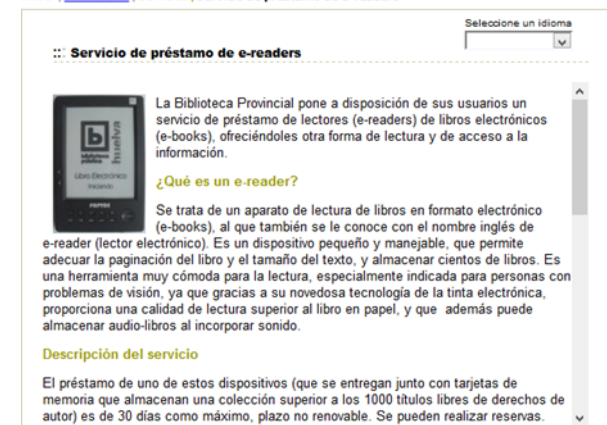 Seleccione un idioma
::: Servicio de préstamo de e-readers
La Biblioteca Provincial pone a disposición de sus usuarios un
servicio de préstamo de lectores (e-readers) de libros electrónicos
(e-books), ofreciéndoles otra forma de lectura y de acceso a la
información.
b
biblioteca
pública
huelva
Libro Electrónico
Iniciando
¿Qué es un e-reader?
Se trata de un aparato de lectura de libros en formato electrónico
(e-books), al que también se le conoce con el nombre inglés de
e-reader (lector electrónico). Es un dispositivo pequeño y manejable, que permite
adecuar la paginación del libro y el tamaño del texto, y almacenar cientos de libros. Es
una herramienta muy cómoda para la lectura, especialmente indicada para personas con
problemas de visión, ya que gracias a su novedosa tecnología de la tinta electrónica,
proporciona una calidad de lectura superior al libro en papel, y que además puede
almacenar audio-libros al incorporar sonido.
Descripción del servicio
El préstamo de uno de estos dispositivos (que se entregan junto con tarjetas de
memoria que almacenan una colección superior a los 1000 títulos libres de derechos de
autor) es de 30 días como máximo, plazo no renovable. Se pueden realizar reservas.